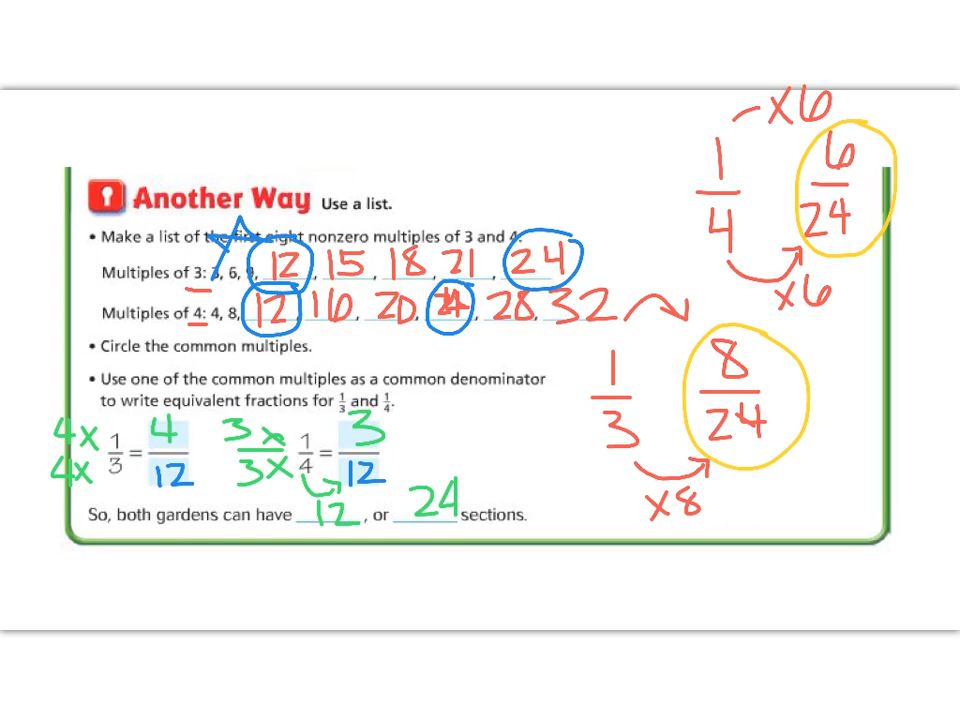 -x6
1/4 6/24
x6
Another Way Use a list.
• Make a list of the first eight nonzero multiples of 3 and 4.
Multiples of 3: 3, 6, 9, 12, 15, 18, 21, 24
Multiples of 4: 4, 8, 12, 16, 20, 24, 28, 32
• Circle the common multiples.
• Use one of the common multiples as a common denominator
to write equivalent fractions for 1/3 and 1/4.
1/3 8/24
x8
4x 1/3 = 4/12 3x 1/4 = 3/12
4x 3x
So, both gardens can have 12, or 24 sections.